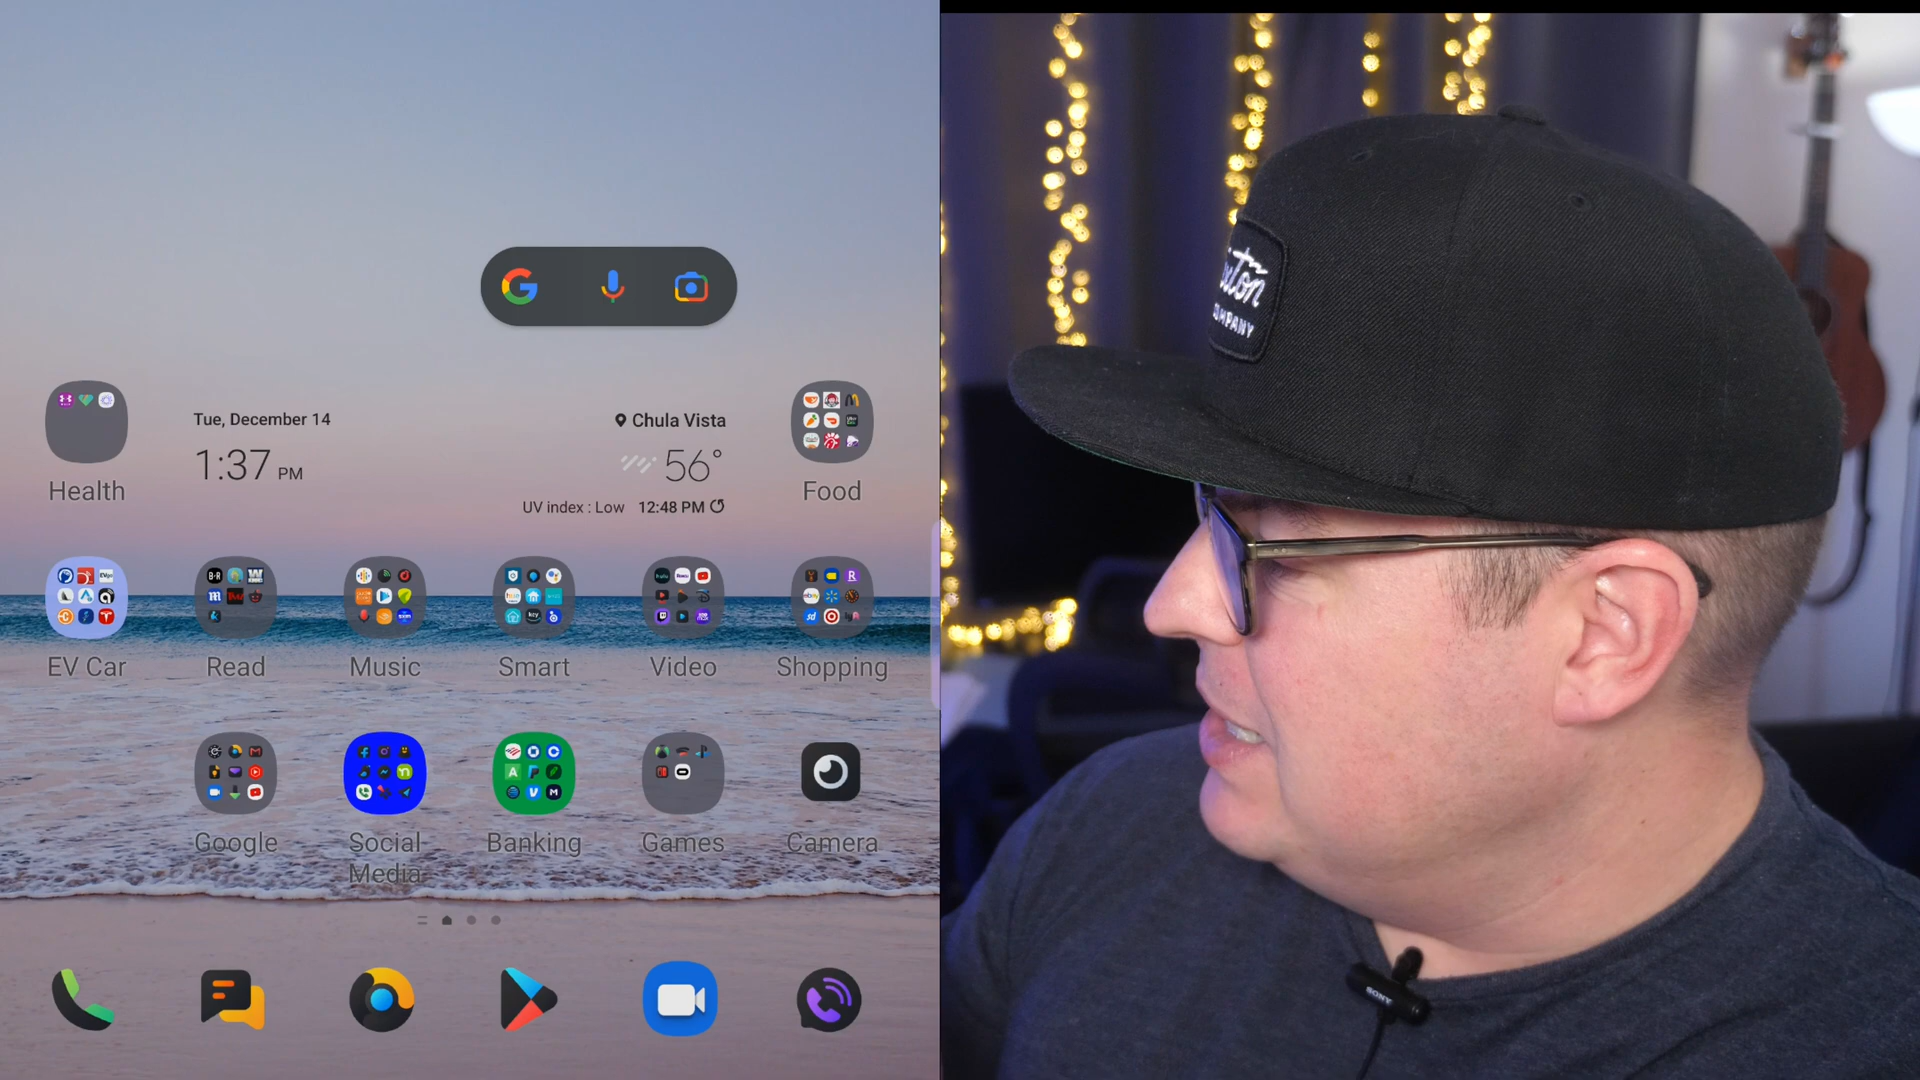 Tue, December 14
1:37 PM
Chula Vista
56°
UV index : Low 12:48 PM
Health
Food
EV Car
Read
Music
Smart
Video
Shopping
Google
Social
Media
Banking
Games
Camera
SONY